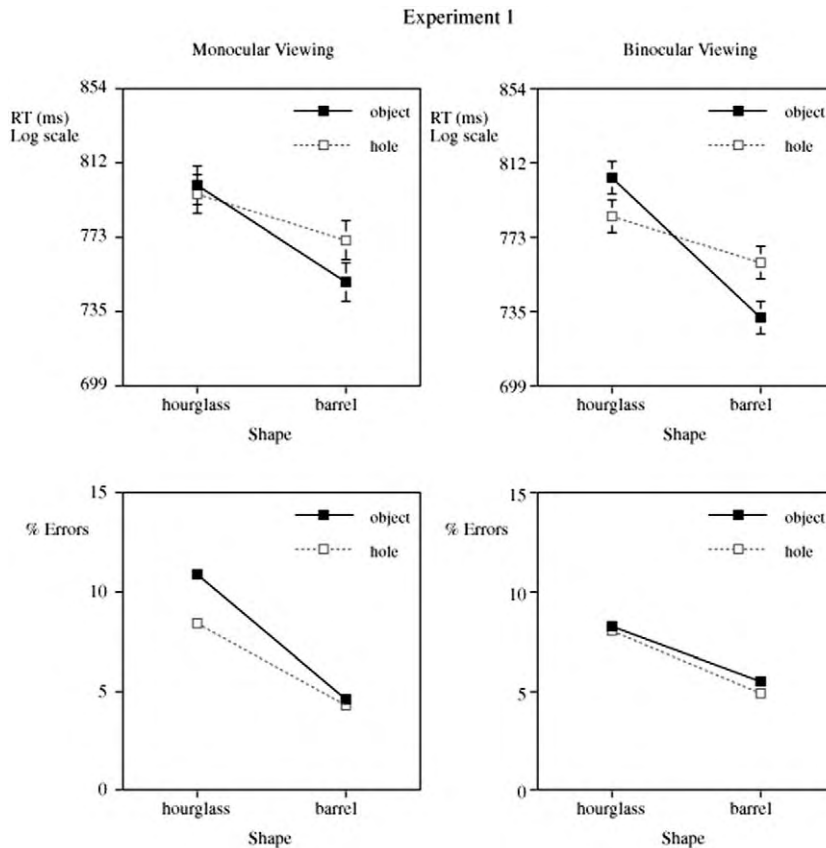 Experiment 1
Monocular Viewing
854
RT (ms)
Log scale
812
773
735
699
object
hole
hourglass
barrel
Shape
Binocular Viewing
854
RT (ms)
Log scale
812
773
735
699
object
hole
hourglass
barrel
Shape
15
% Errors
10
5
0
object
hole
hourglass
barrel
Shape
15
% Errors
10
5
0
object
hole
hourglass
barrel
Shape